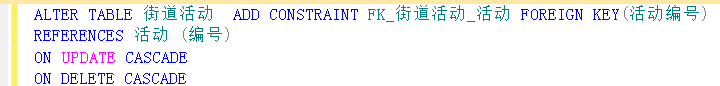 ALTER TABLE 街道活动  ADD CONSTRAINT FK_街道活动_活动 FOREIGN KEY(活动编号)
REFERENCES 活动 (编号)
ON UPDATE CASCADE
ON DELETE CASCADE